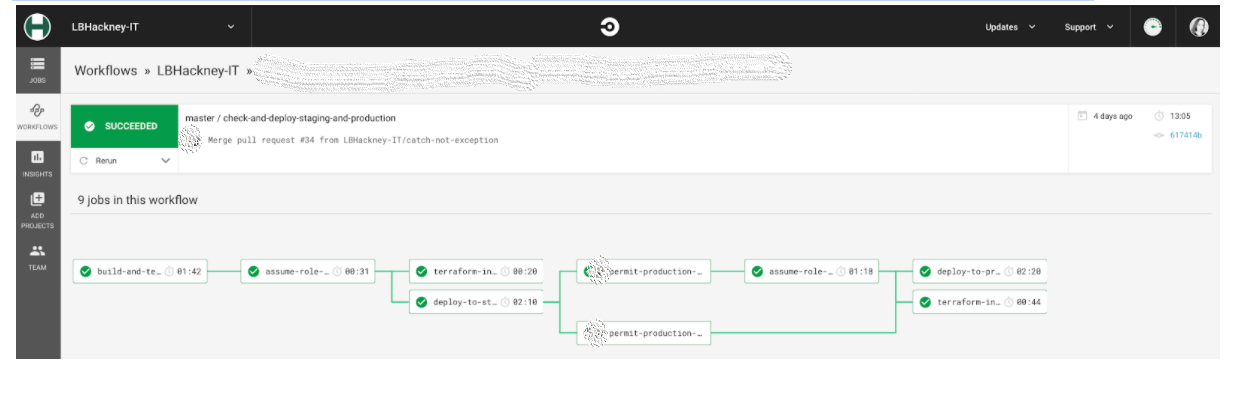 LBHackney-IT
Updates
Support
JOBS
Workflows » LBHackney-IT »
WORKFLOWS
SUCCEEDED
master / check-and-deploy-staging-and-production
Merge pull request #34 from LBHackney-IT/catch-not-exception
4 days ago
13:05
617414b
Rerun
INSIGHTS
9 jobs in this workflow
ADD
PROJECTS
TEAM
build-and-te… 01:42
assume-role-… 00:31
terraform-in… 00:20
permit-production-…
assume-role-… 01:18
deploy-to-pr… 02:20
deploy-to-st… 02:10
terraform-in… 00:44
permit-production-…